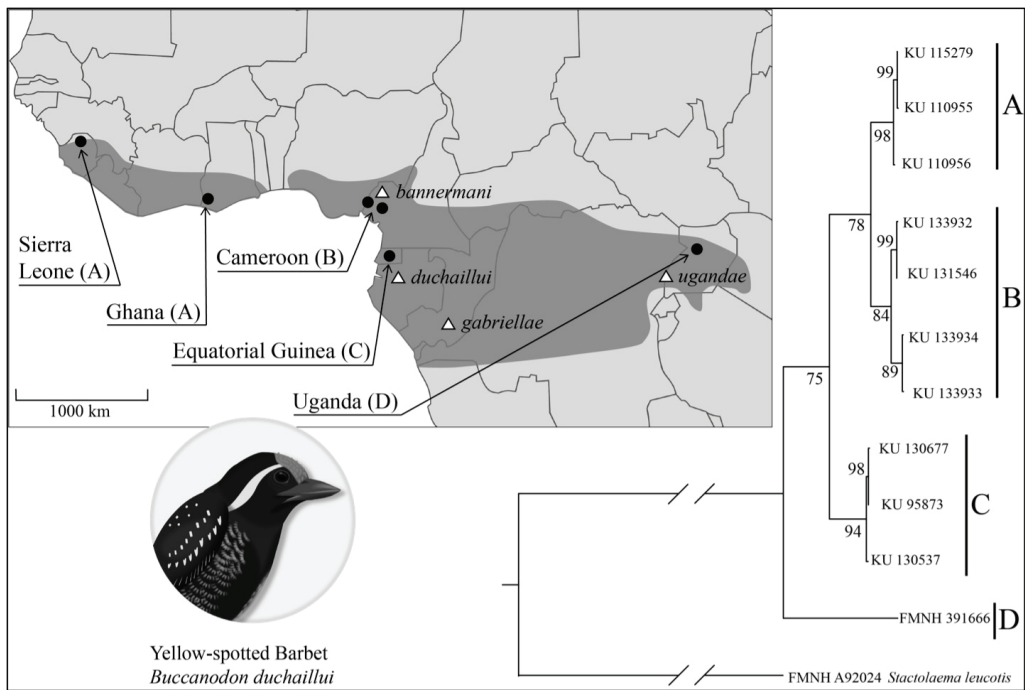 bannermani
Sierra
Leone (A)
Cameroon (B)
duchaillui
ugandae
Ghana (A)
gabriellae
Equatorial Guinea (C)
Uganda (D)
1000 km
Yellow-spotted Barbet
Buccanodon duchaillui
KU 115279
99
KU 110955
A
98
KU 110956
78
KU 133932
99
KU 131546
B
84
KU 133934
89
KU 133933
75
KU 130677
98
KU 95873
C
94
KU 130537
FMNH 391666
D
FMNH A92024 Stactolaema leucotis